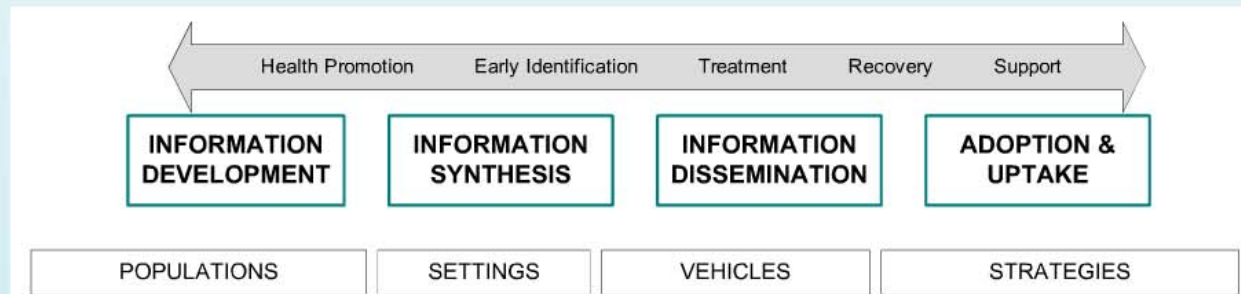 Health Promotion Early Identification Treatment Recovery Support
INFORMATION DEVELOPMENT
INFORMATION SYNTHESIS
INFORMATION DISSEMINATION
ADOPTION & UPTAKE
POPULATIONS SETTINGS VEHICLES STRATEGIES